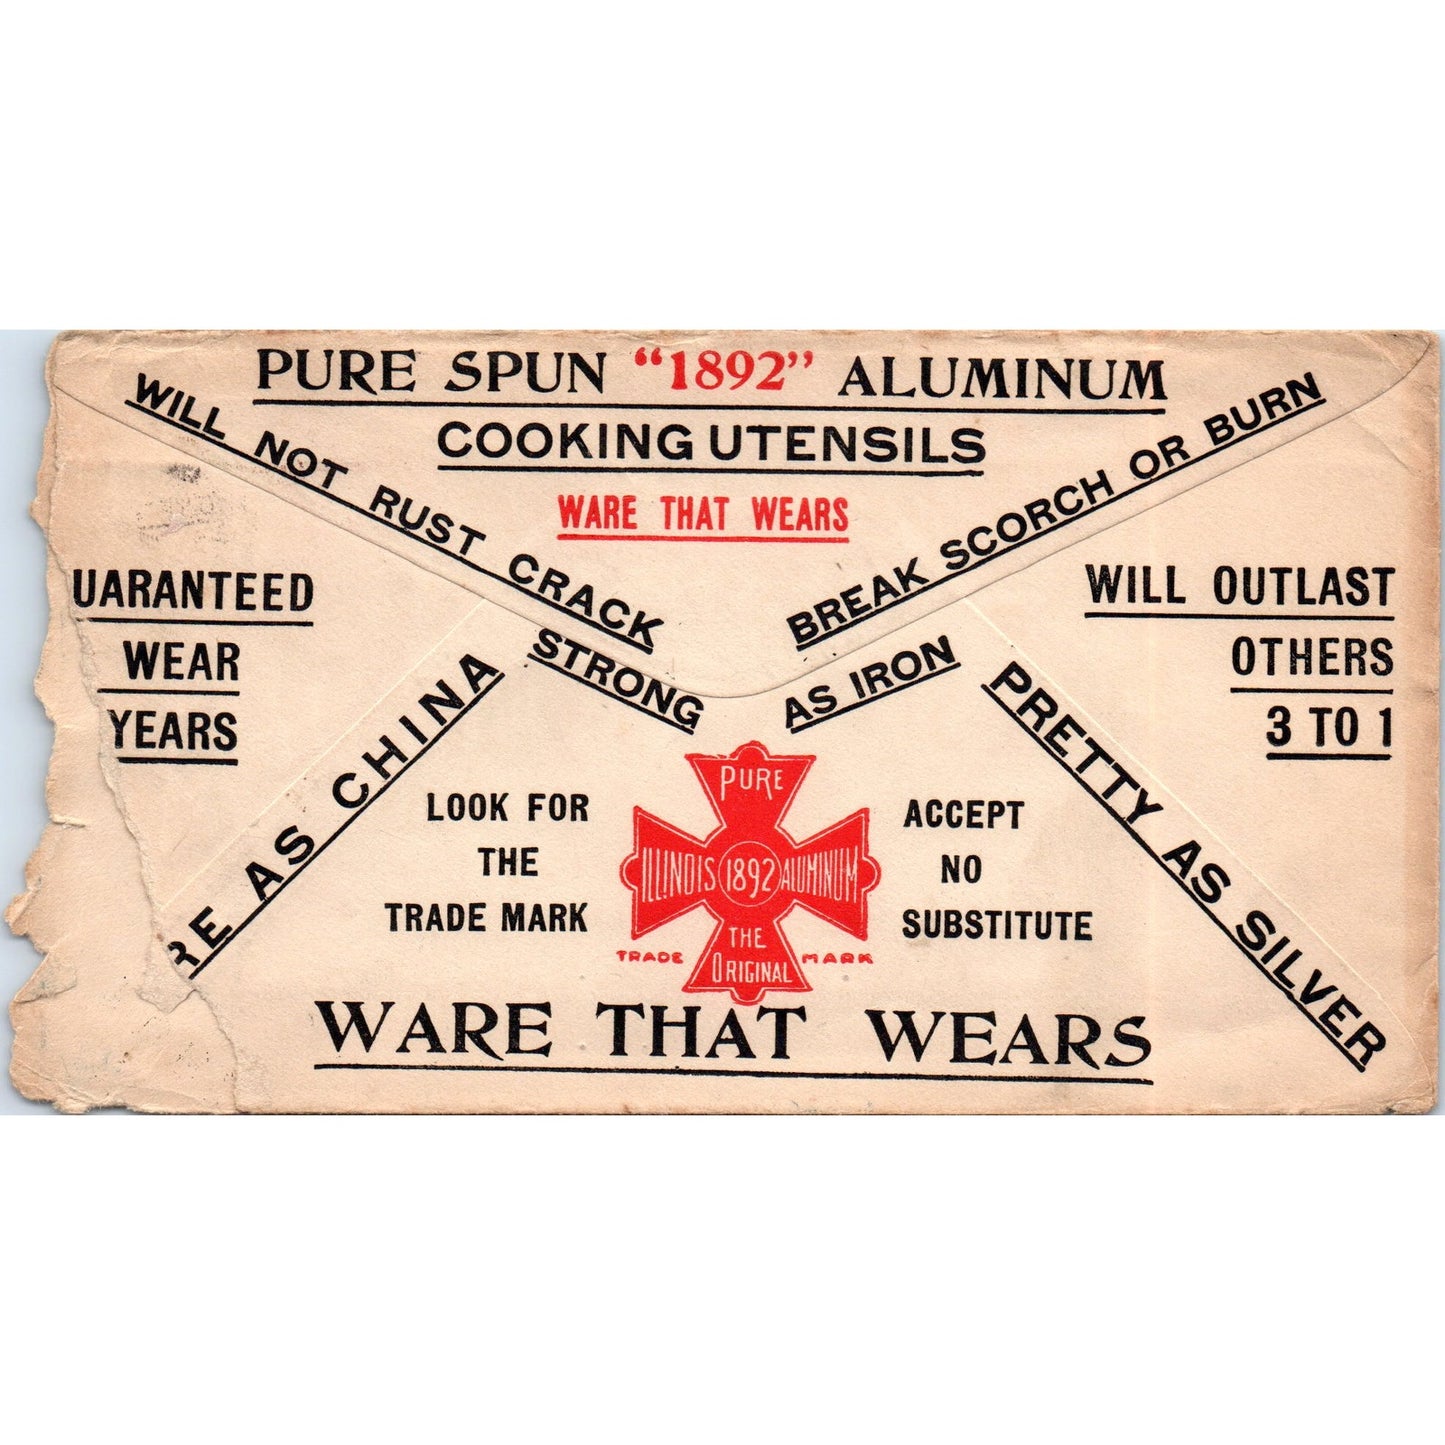 PURE SPUN “1892” ALUMINUM
COOKING UTENSILS
WARE THAT WEARS
WILL NOT RUST CRACK
BREAK SCORCH OR BURN
UARANTEED
WEAR
YEARS
WILL OUTLAST
OTHERS
3 TO 1
STRONG
AS IRON
RE AS CHINA
PRETTY AS SILVER
LOOK FOR
THE
TRADE MARK
PURE
ILLINOIS 1892 ALUMINUM
THE
ORIGINAL
TRADE MARK
ACCEPT
NO
SUBSTITUTE
WARE THAT WEARS